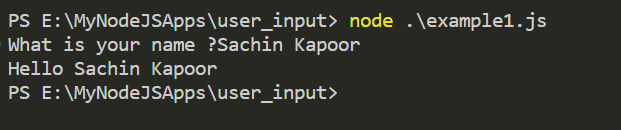 PS E:\MyNodeJSApps\user_input> node .\example1.js
What is your name ?Sachin Kapoor
Hello Sachin Kapoor
PS E:\MyNodeJSApps\user_input>